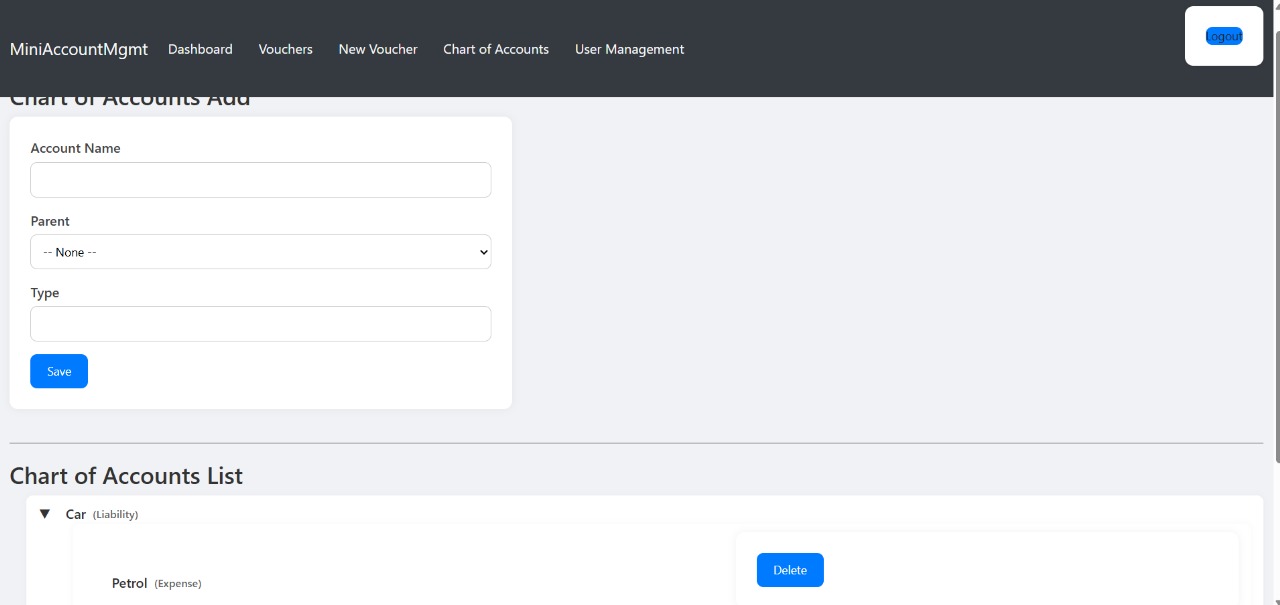 MiniAccountMgmt Dashboard Vouchers New Voucher Chart of Accounts User Management Logout
Chart of Accounts Add
Account Name
Parent
-- None --
Type
Save
Chart of Accounts List
▼ Car (Liability)
Petrol (Expense) Delete